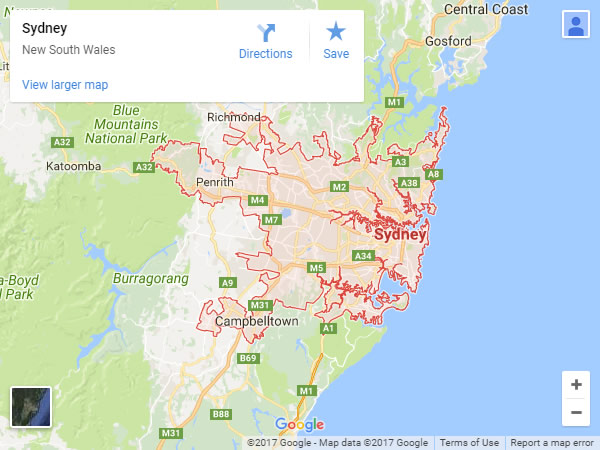 Sydney
New South Wales
Directions
Save
View larger map
Central Coast
Gosford
M1
Richmond
Blue
Mountains
National Park
A32
Katoomba
A32
A3
A8
A38
Penrith
M2
M4
M7
Sydney
A34
M5
Burragorang
A9
a-Boyd
al Park
M31
Campbelltown
A1
B69
M1
B88
M31
Google
+
−
©2017 Google - Map data ©2017 Google
Terms of Use
Report a map error